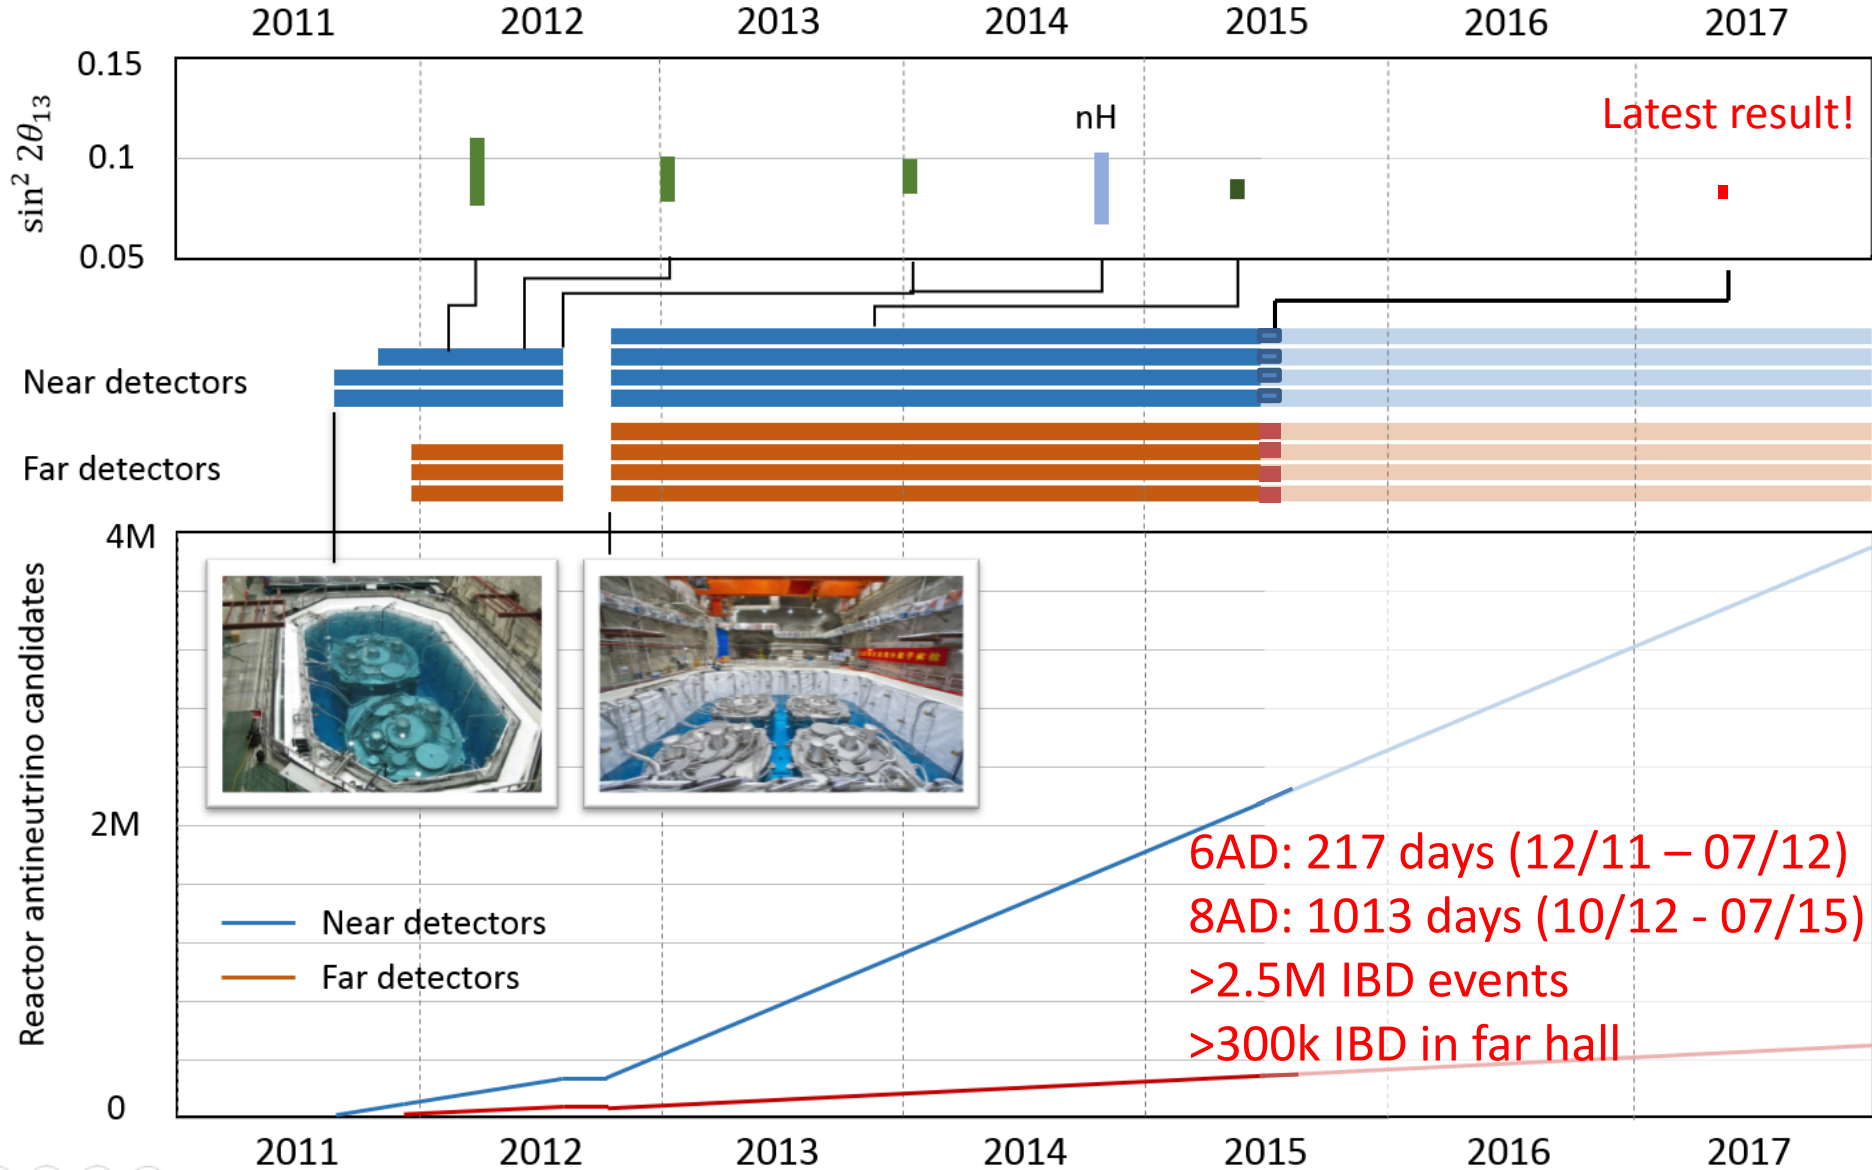 2011 2012 2013 2014 2015 2016 2017
0.15
0.1
0.05
sin² 2θ₁₃
nH
Latest result!
Near detectors
Far detectors
4M
2M
0
Reactor antineutrino candidates
6AD: 217 days (12/11 – 07/12)
8AD: 1013 days (10/12 - 07/15)
>2.5M IBD events
>300k IBD in far hall
Near detectors
Far detectors
2011 2012 2013 2014 2015 2016 2017